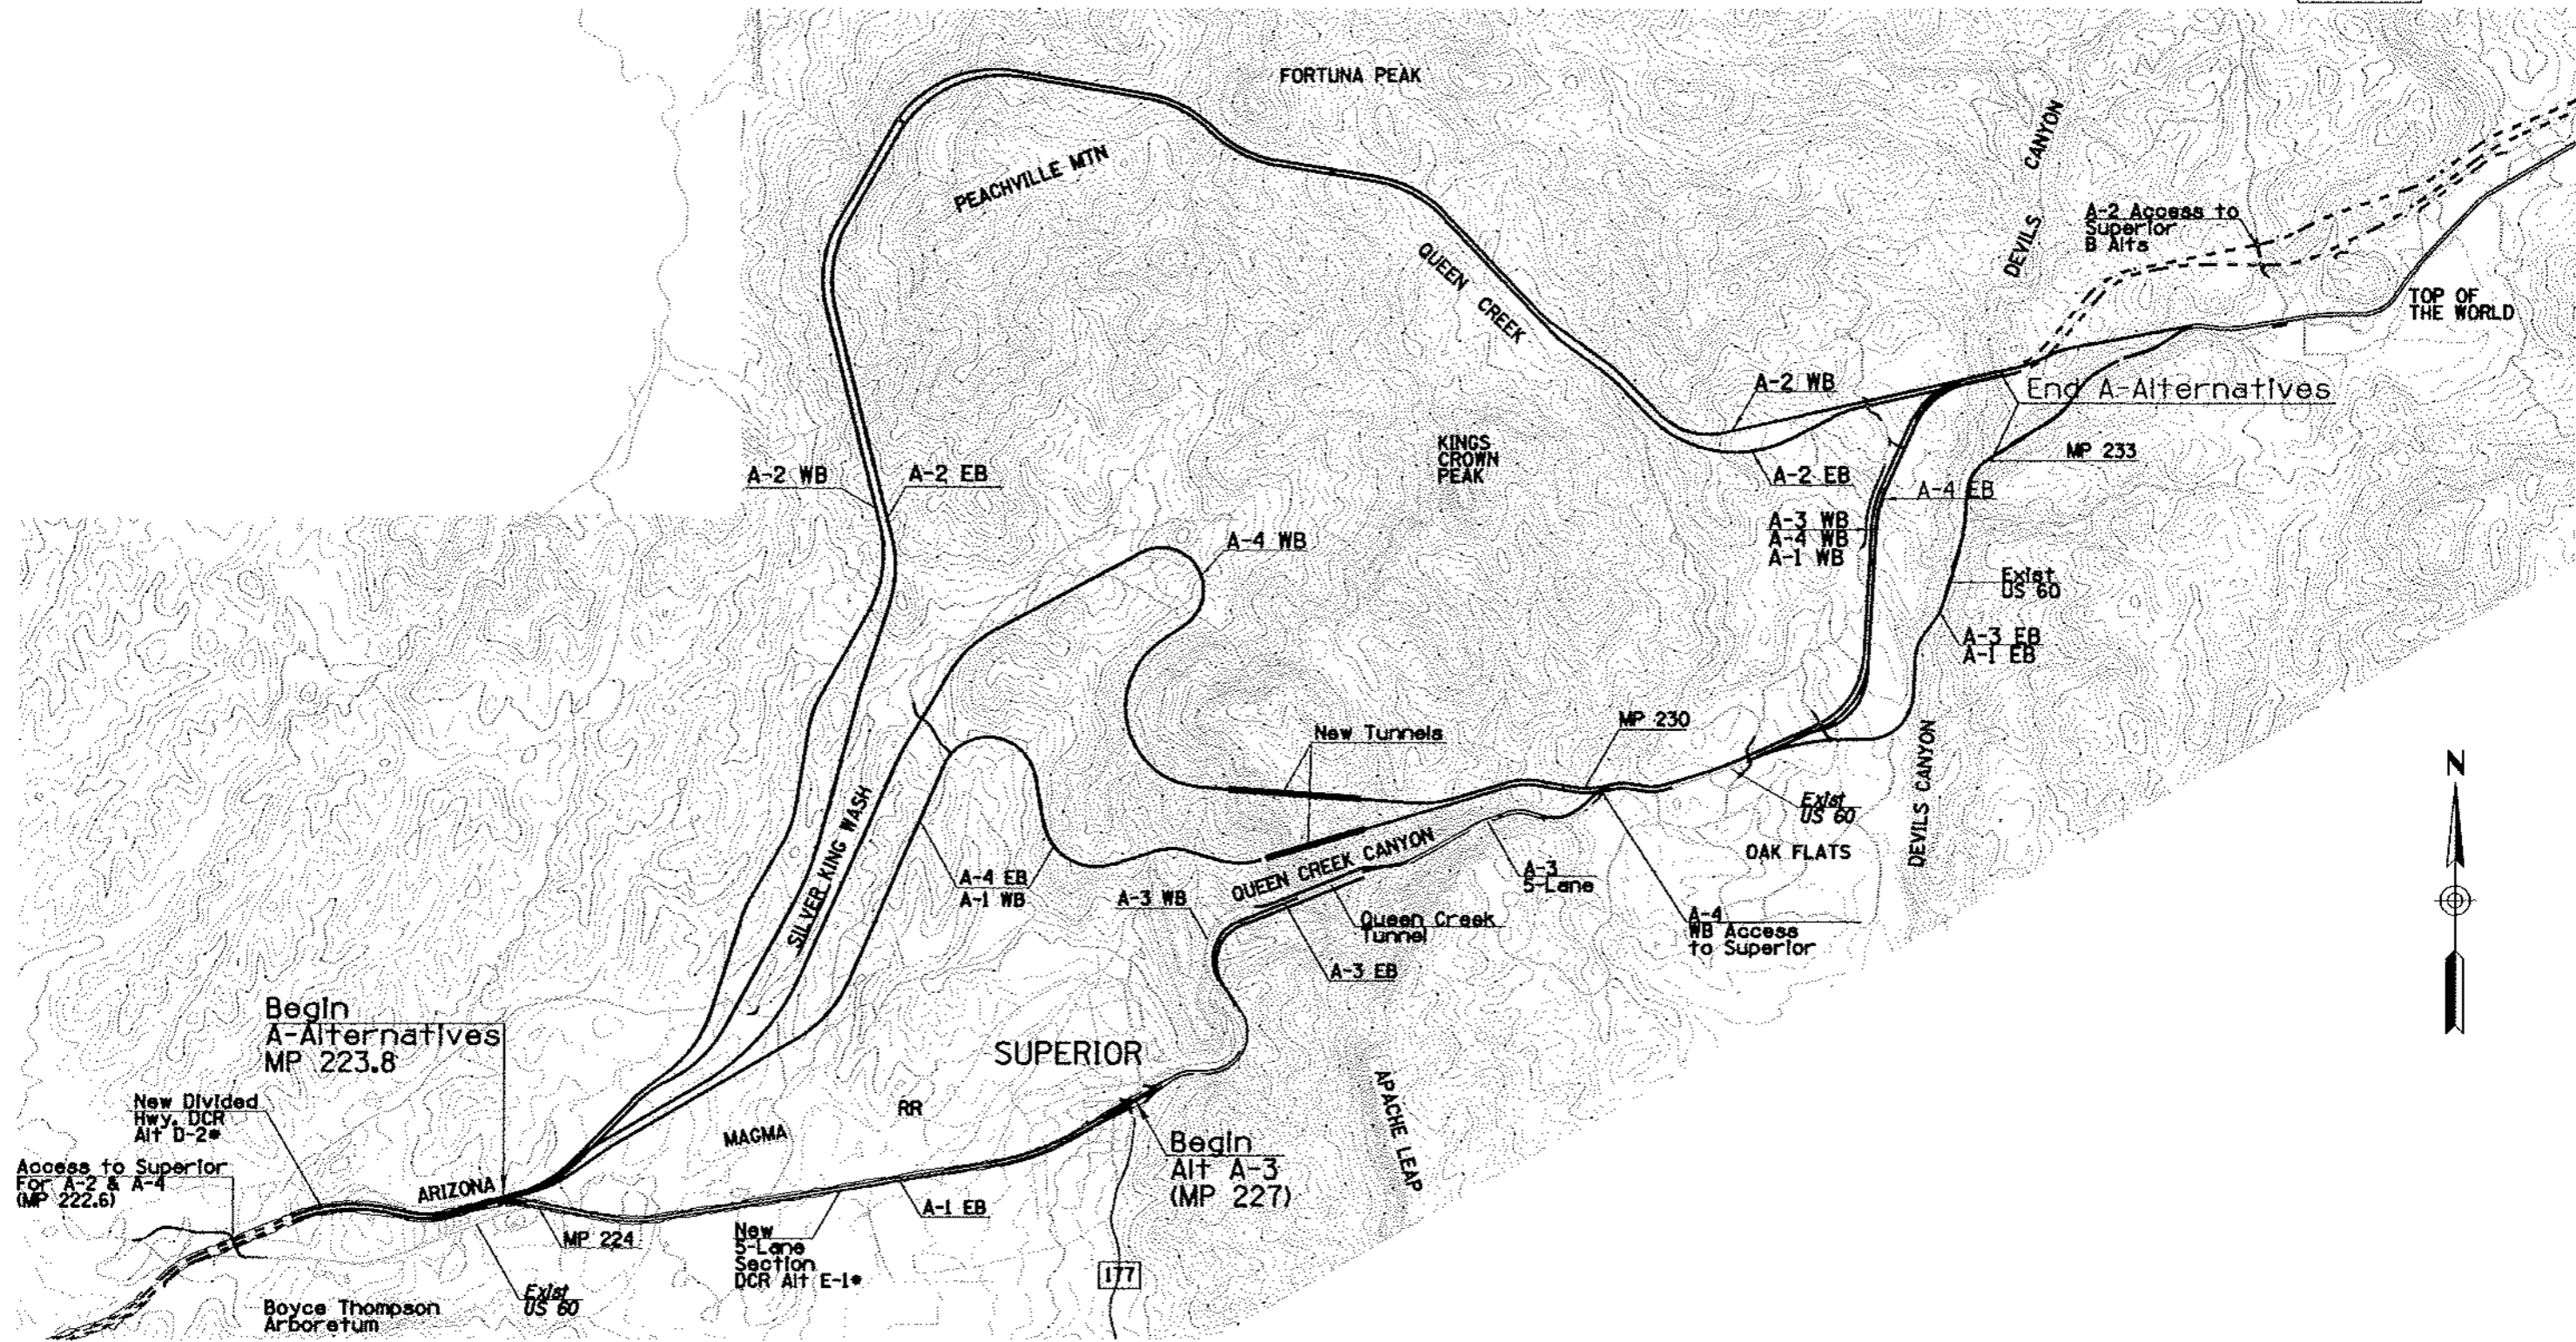 FORTUNA PEAK
PEACHVILLE MTN
DEVILS CANYON
A-2 Access to
Superior
B Alts
QUEEN CREEK
TOP OF
THE WORLD
A-2 WB
End A-Alternatives
KINGS
CROWN
PEAK
MP 233
A-2 WB
A-2 EB
A-2 EB
A-4 EB
A-3 WB
A-4 WB
A-1 WB
A-4 WB
Exist
US 60
A-3 EB
A-1 EB
New Tunnels
MP 230
N
SILVER KING WASH
DEVILS CANYON
Exist
US 60
OAK FLATS
QUEEN CREEK CANYON
A-4 EB
A-1 WB
A-3 WB
A-3
5-Lane
Queen Creek
Tunnel
A-4
WB Access
to Superior
A-3 EB
Begin
A-Alternatives
MP 223.8
SUPERIOR
APACHE LEAP
New Divided
Hwy. DCR
Alt D-2*
RR
MAGMA
Begin
Alt A-3
(MP 227)
Access to Superior
For A-2 & A-4
(MP 222.6)
ARIZONA
A-1 EB
MP 224
New
5-Lane
Section
DCR Alt E-1*
177
Exist
US 60
Boyce Thompson
Arboretum